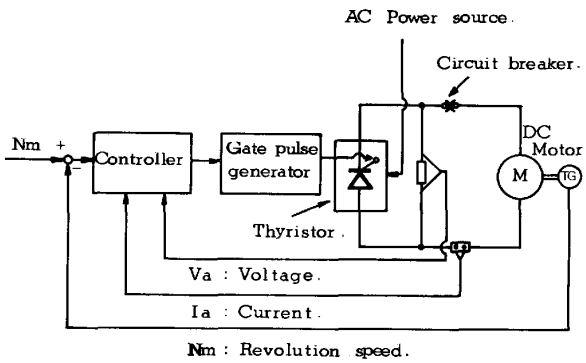 AC Power source.
Circuit breaker.
Nm + −
Controller
Gate pulse
generator
DC
Motor
M
TG
Thyristor.
Va : Voltage.
Ia : Current.
Nm : Revolution speed.